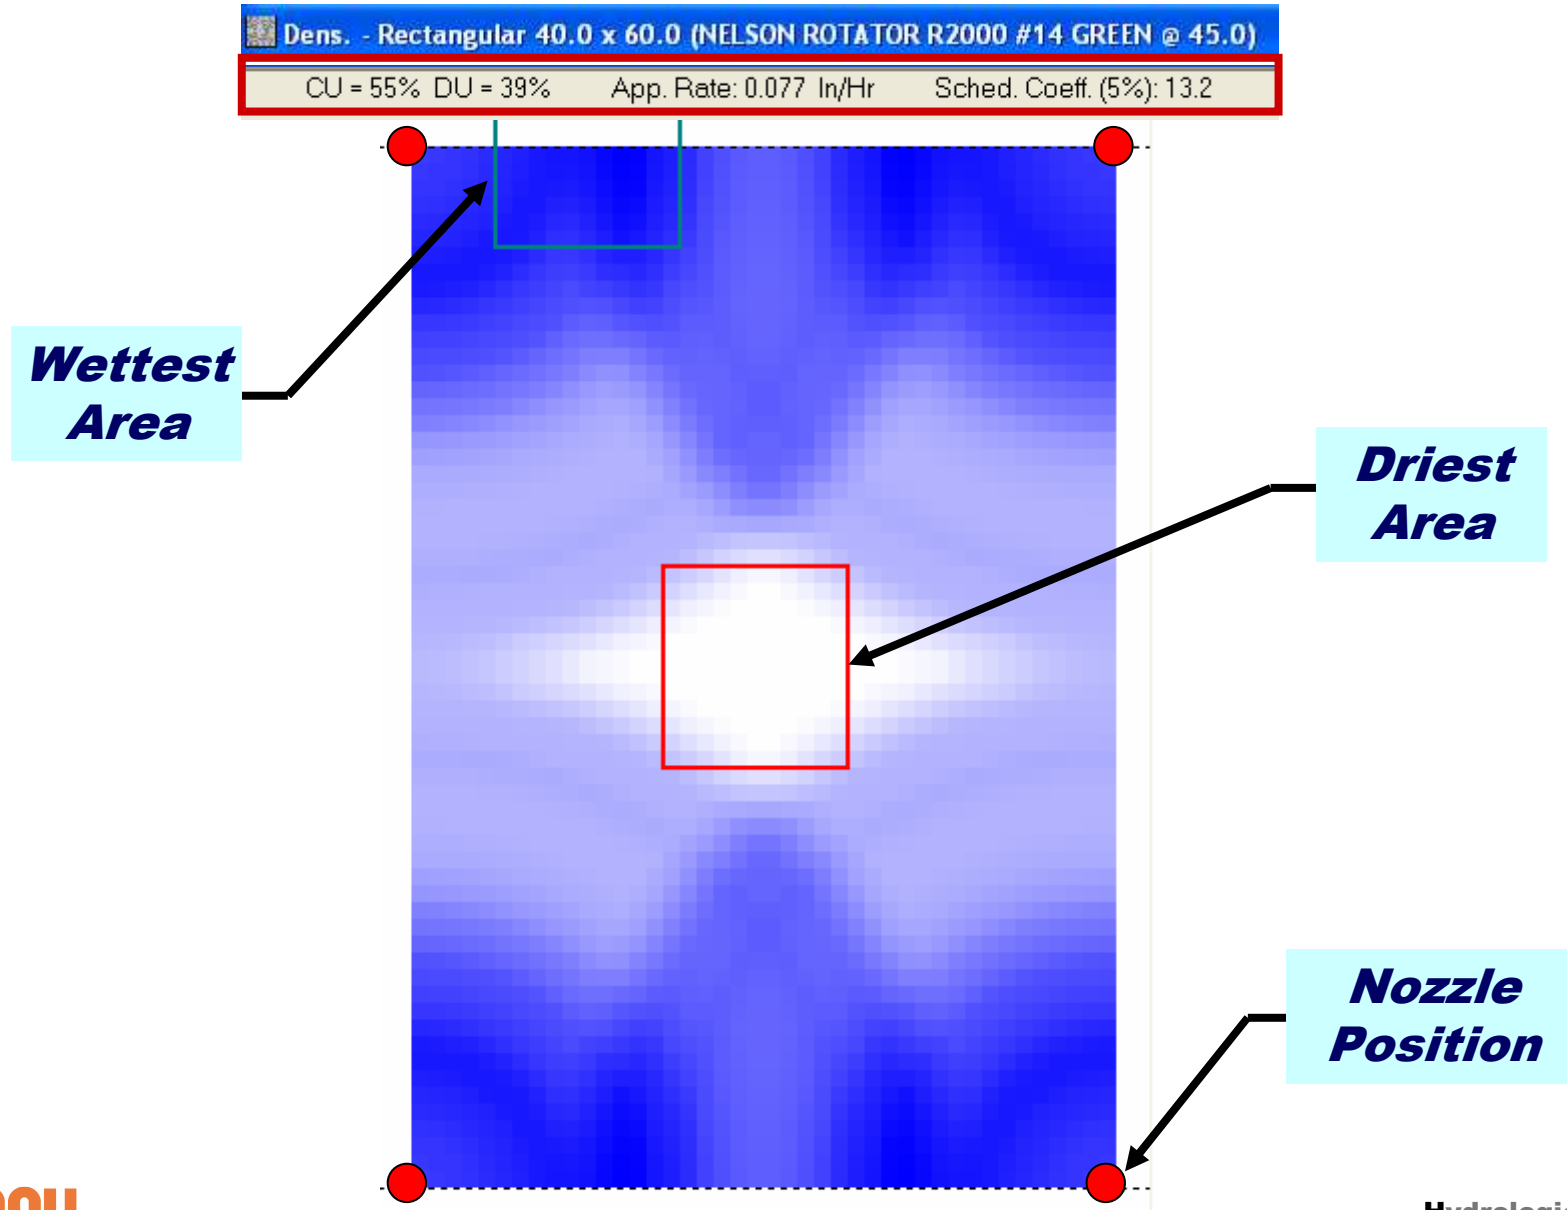 Dens. - Rectangular 40.0 x 60.0 (NELSON ROTATOR R2000 #14 GREEN @ 45.0)
CU = 55% DU = 39% App. Rate: 0.077 In/Hr Sched. Coeff. (5%): 13.2
Wettest
Area
Driest
Area
Nozzle
Position